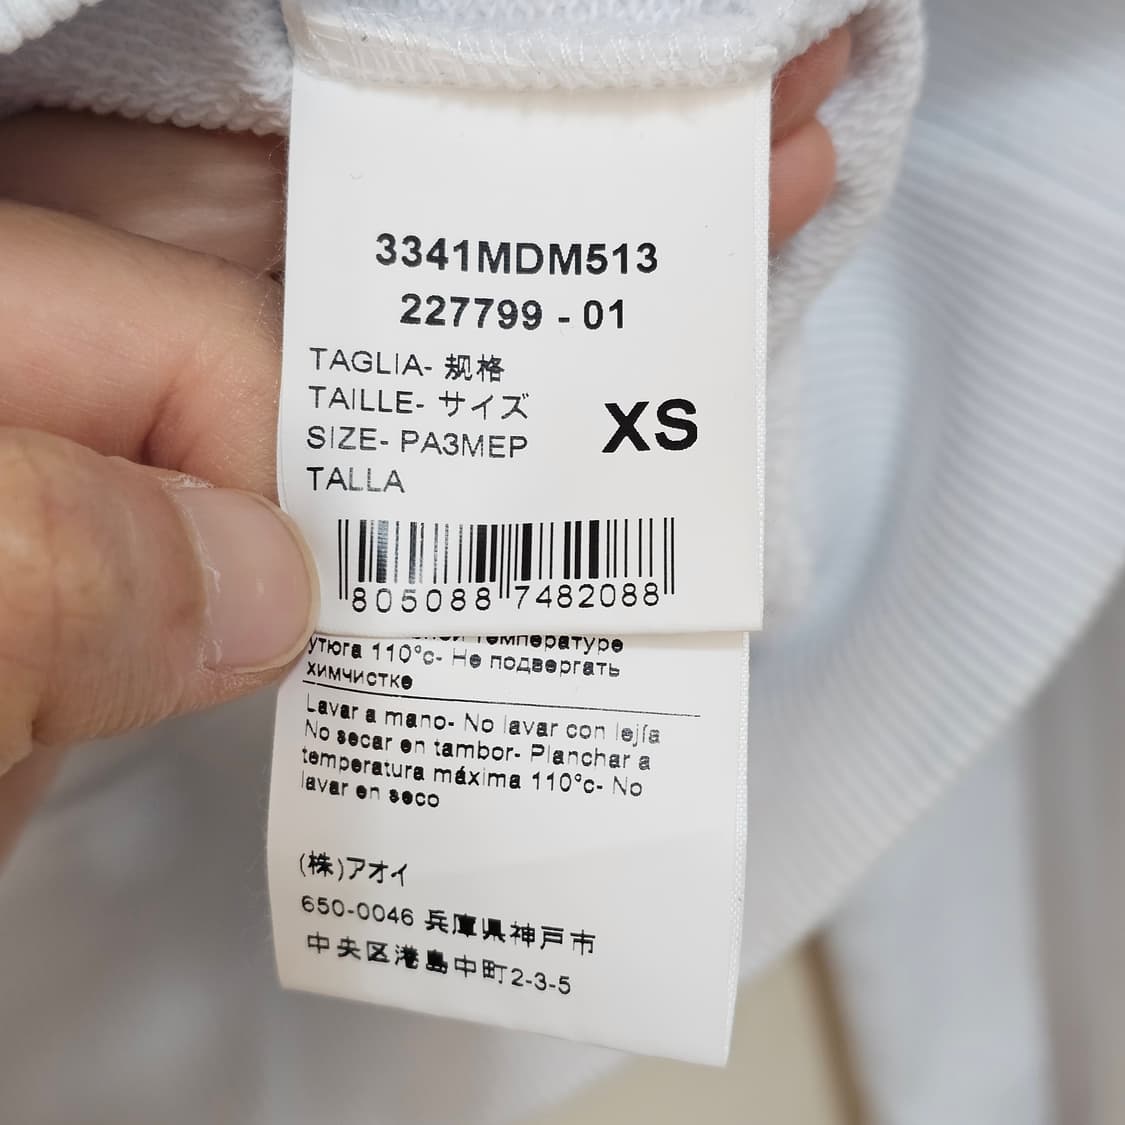 3341MDM513
227799 - 01
TAGLIA- 规格
TAILLE- サイズ
SIZE- РАЗМЕР
TALLA
XS
805088 7482088
температуре
утюга 110°c- Не подвергать
химчистке
Lavar a mano- No lavar con lejía
No secar en tambor- Planchar a
temperatura máxima 110°c- No
lavar en seco
(株)アオイ
650-0046 兵庫県神戸市
中央区港島中町2-3-5